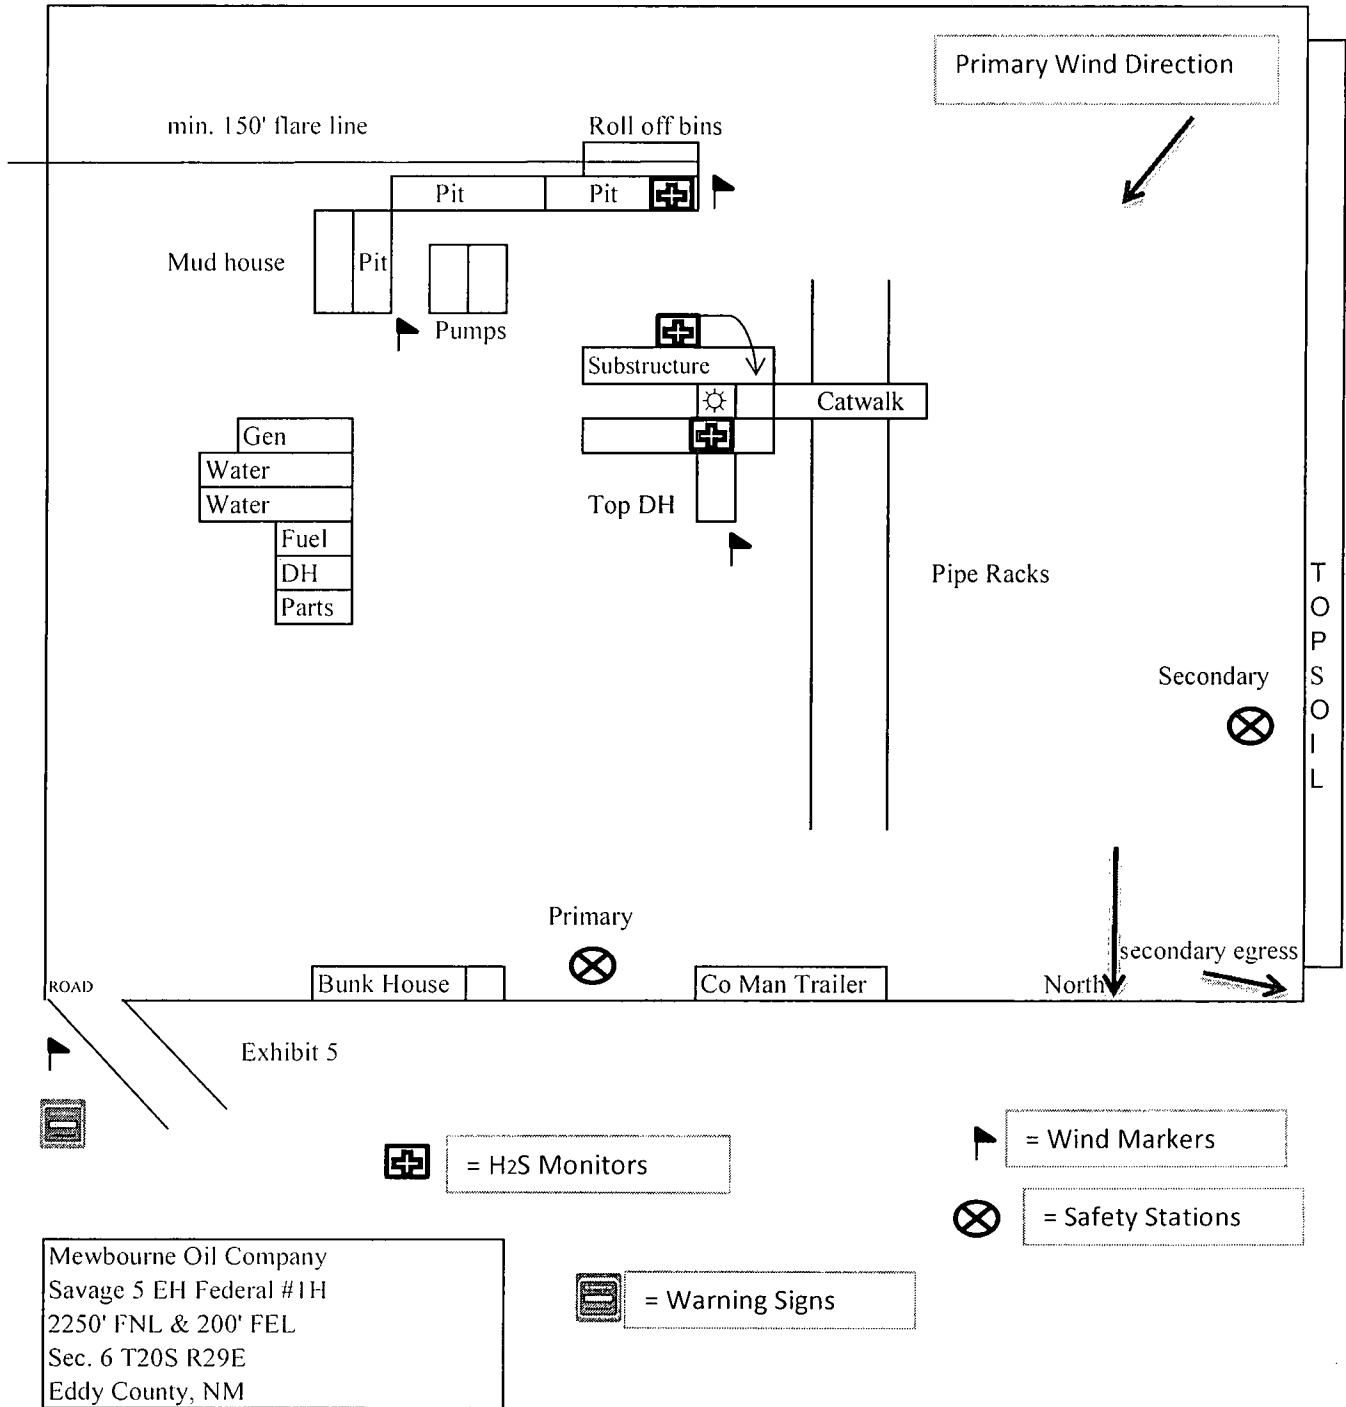 Primary Wind Direction
min. 150' flare line
Roll off bins
Pit
Pit
Mud house
Pit
Pumps
Substructure
Catwalk
Gen
Water
Water
Fuel
DH
Parts
Top DH
Pipe Racks
TOPSOIL
Secondary
Primary
secondary egress
ROAD
Bunk House
Co Man Trailer
North
Exhibit 5
= H2S Monitors
= Wind Markers
= Safety Stations
= Warning Signs
Mewbourne Oil Company
Savage 5 EH Federal #1H
2250' FNL & 200' FEL
Sec. 6 T20S R29E
Eddy County, NM